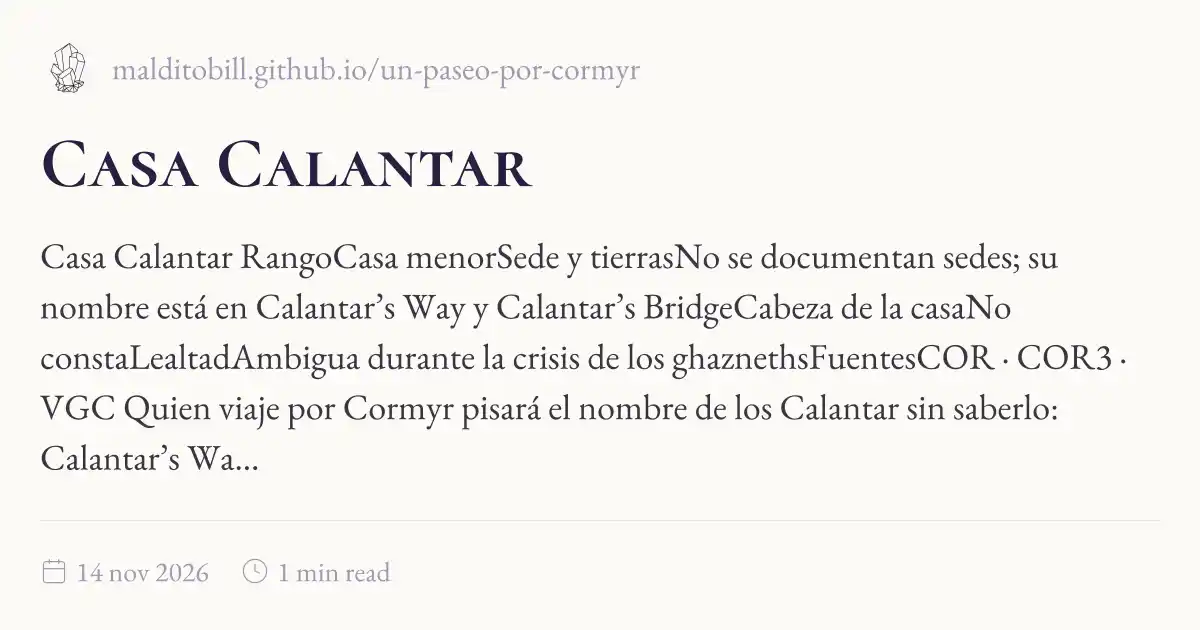 malditobill.github.io/un-paseo-por-cormyr
Casa Calantar
Casa Calantar RangoCasa menorSede y tierrasNo se documentan sedes; su
nombre está en Calantar’s Way y Calantar’s BridgeCabeza de la casaNo
constaLealtadAmbigua durante la crisis de los ghaznethsFuentesCOR · COR3 ·
VGC Quien viaje por Cormyr pisará el nombre de los Calantar sin saberlo:
Calantar’s Wa...
14 nov 2026
1 min read